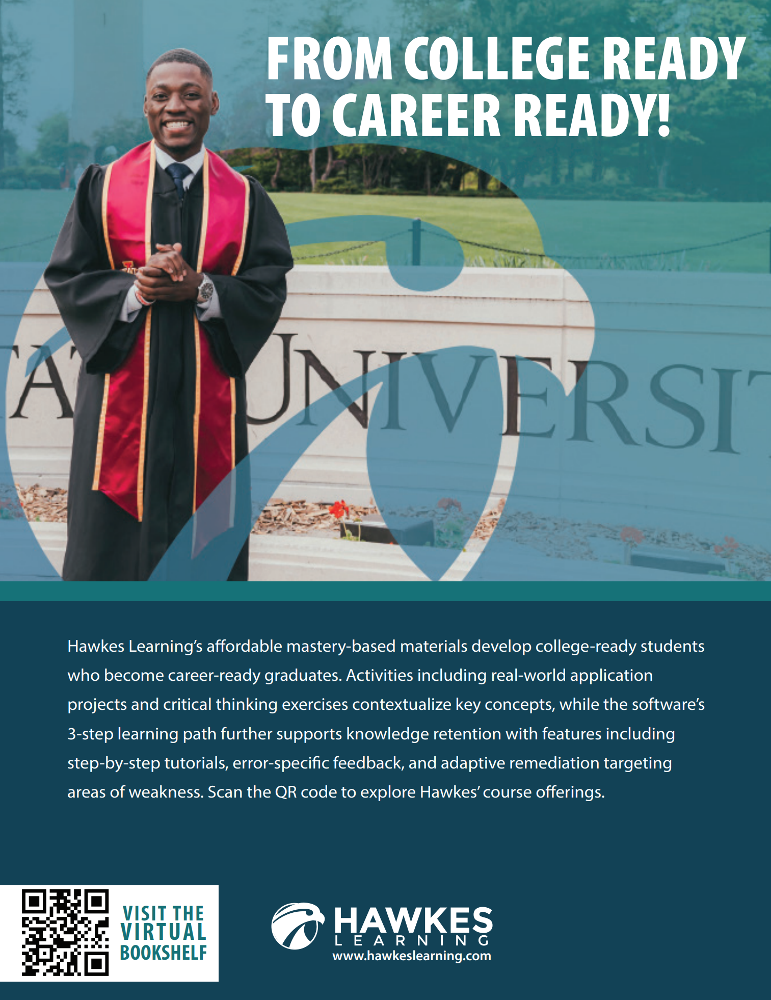 FROM COLLEGE READY
TO CAREER READY!
UNIVERSI
Hawkes Learning’s affordable mastery-based materials develop college-ready students
who become career-ready graduates. Activities including real-world application
projects and critical thinking exercises contextualize key concepts, while the software’s
3-step learning path further supports knowledge retention with features including
step-by-step tutorials, error-specific feedback, and adaptive remediation targeting
areas of weakness. Scan the QR code to explore Hawkes’ course offerings.
VISIT THE
VIRTUAL
BOOKSHELF
HAWKES
LEARNING
www.hawkeslearning.com